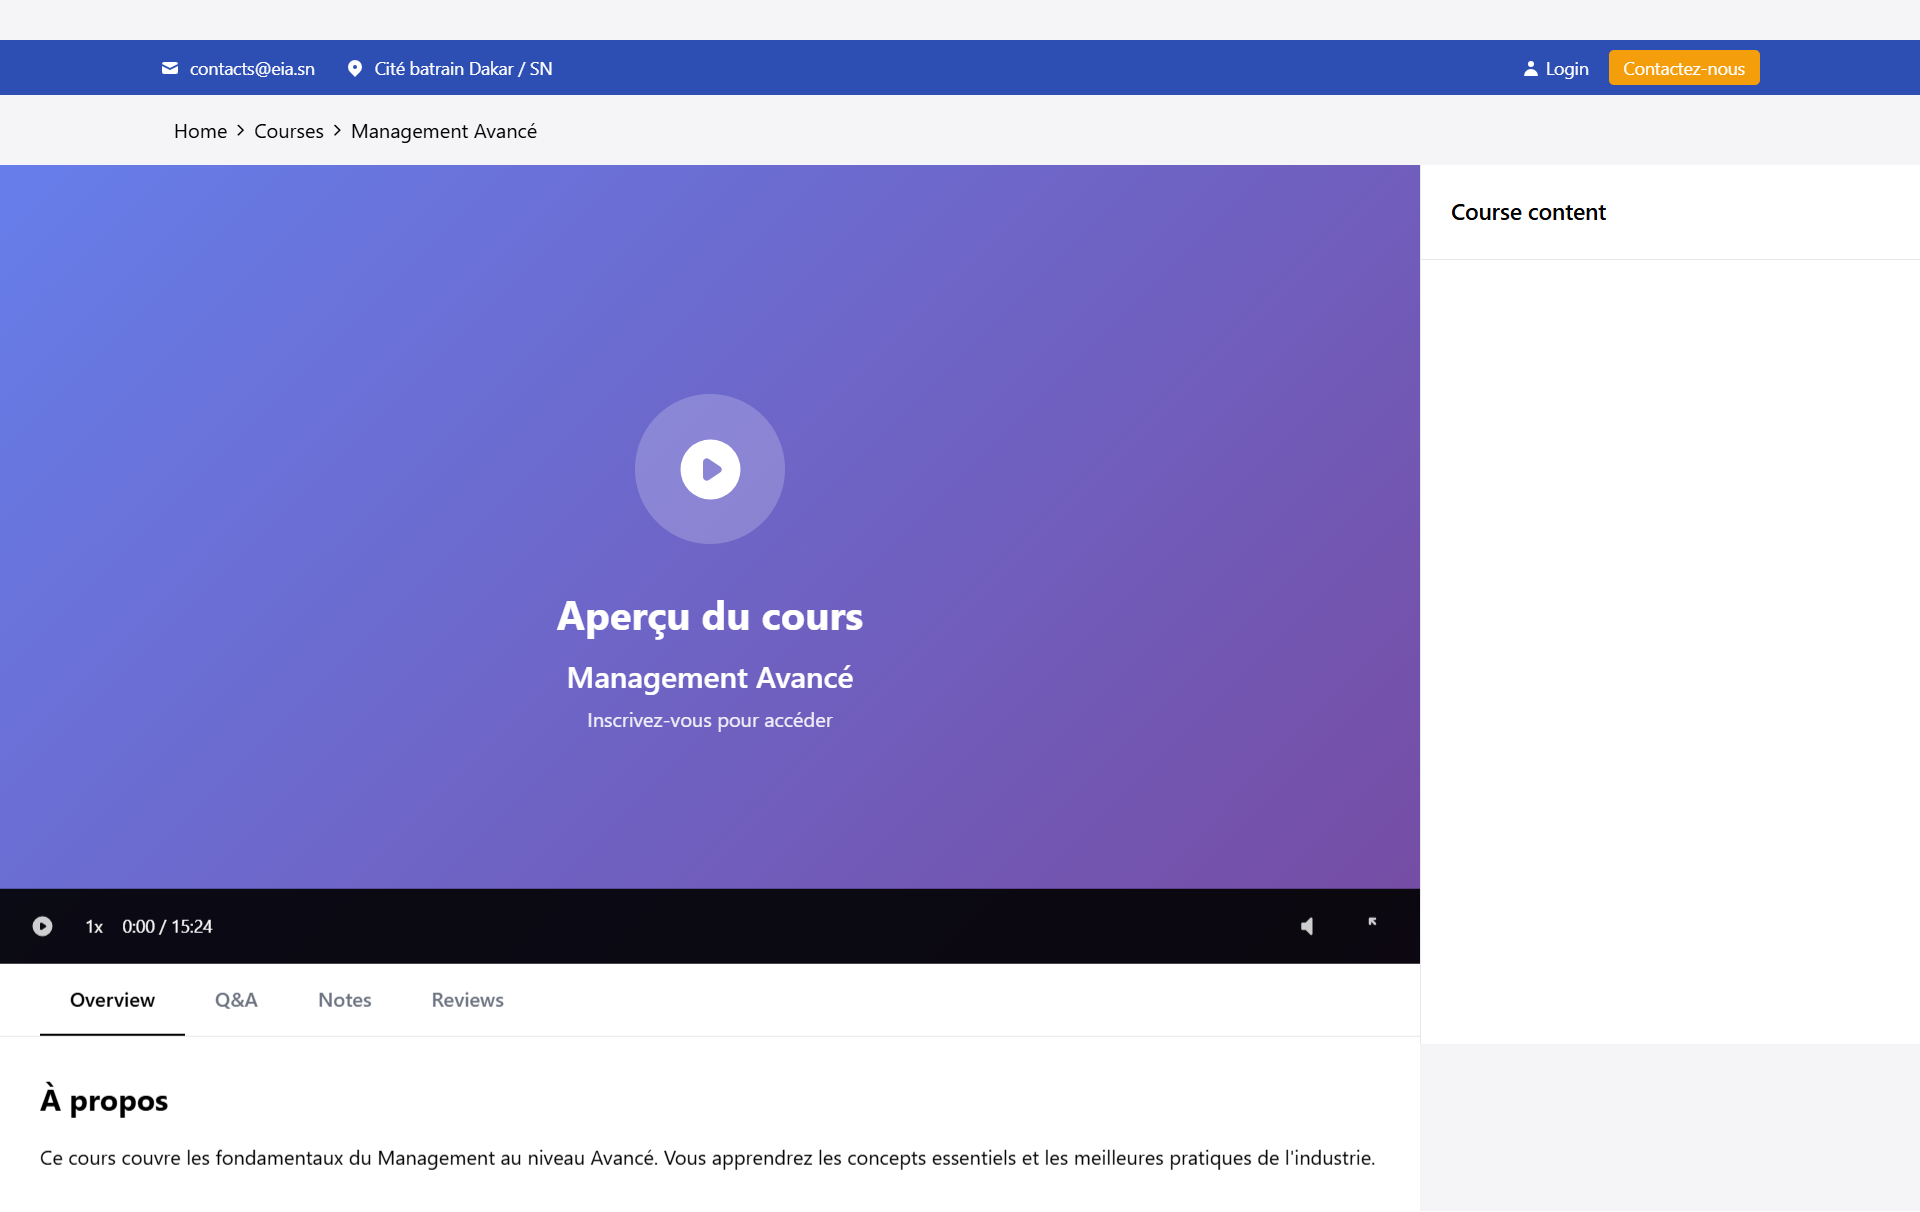 contacts@eia.sn Cité batrain Dakar / SN Login Contactez-nous
Home > Courses > Management Avancé
Course content
Aperçu du cours
Management Avancé
Inscrivez-vous pour accéder
1x 0:00 / 15:24
Overview Q&A Notes Reviews
À propos
Ce cours couvre les fondamentaux du Management au niveau Avancé. Vous apprendrez les concepts essentiels et les meilleures pratiques de l'industrie.